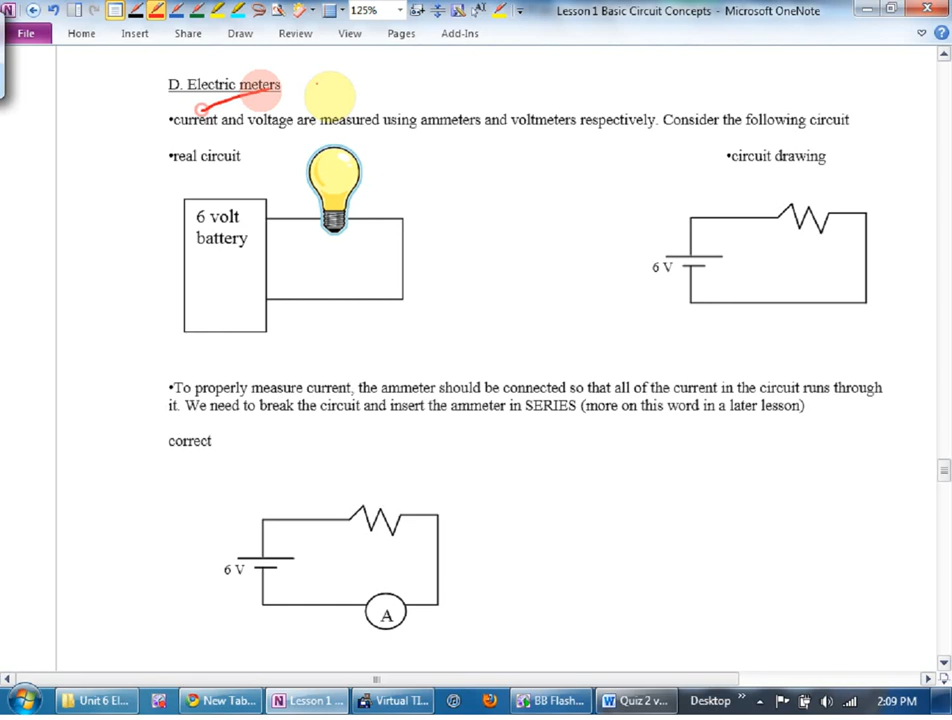 125%
Lesson 1 Basic Circuit Concepts - Microsoft OneNote
File Home Insert Share Draw Review View Pages Add-Ins
D. Electric meters
•current and voltage are measured using ammeters and voltmeters respectively. Consider the following circuit
•real circuit
•circuit drawing
6 volt
battery
6 V
•To properly measure current, the ammeter should be connected so that all of the current in the circuit runs through
it. We need to break the circuit and insert the ammeter in SERIES (more on this word in a later lesson)
correct
6 V
A
Unit 6 El... New Tab... Lesson 1 ... Virtual TI... BB Flash... Quiz 2 v... Desktop 2:09 PM